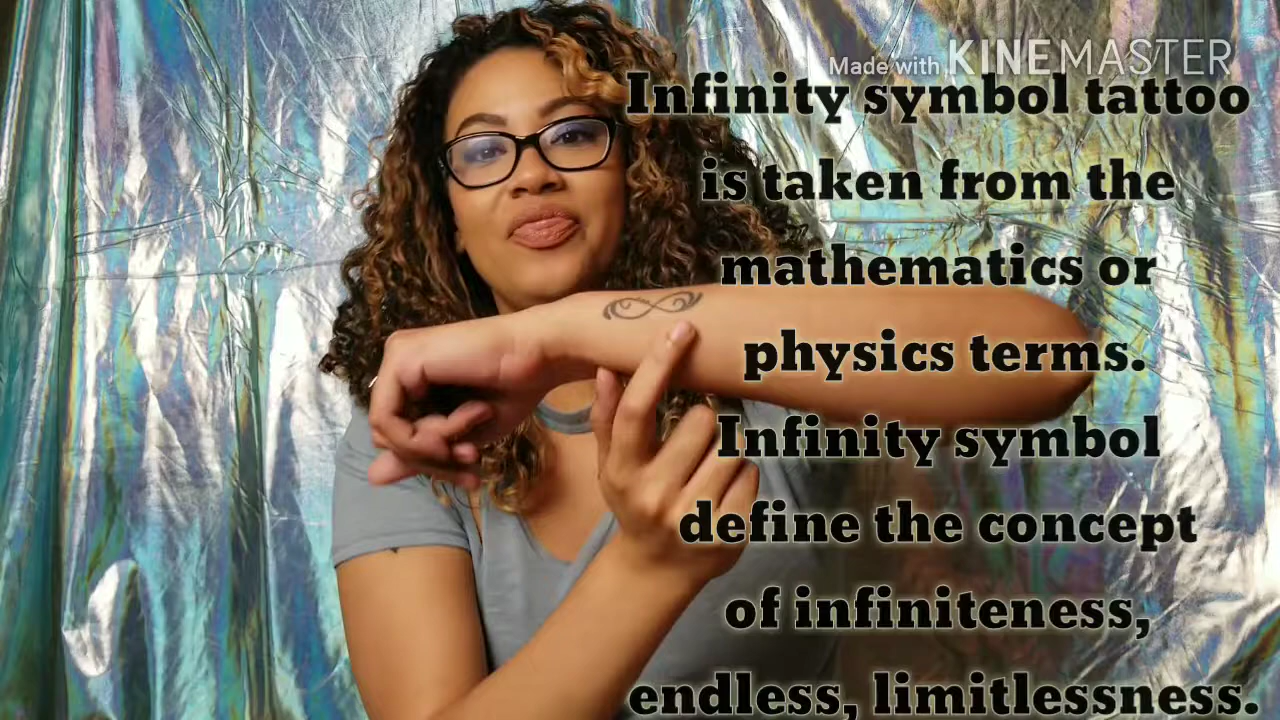 Made with KINEMASTER
Infinity symbol tattoo
is taken from the
mathematics or
physics terms.
Infinity symbol
define the concept
of infiniteness,
endless, limitlessness.